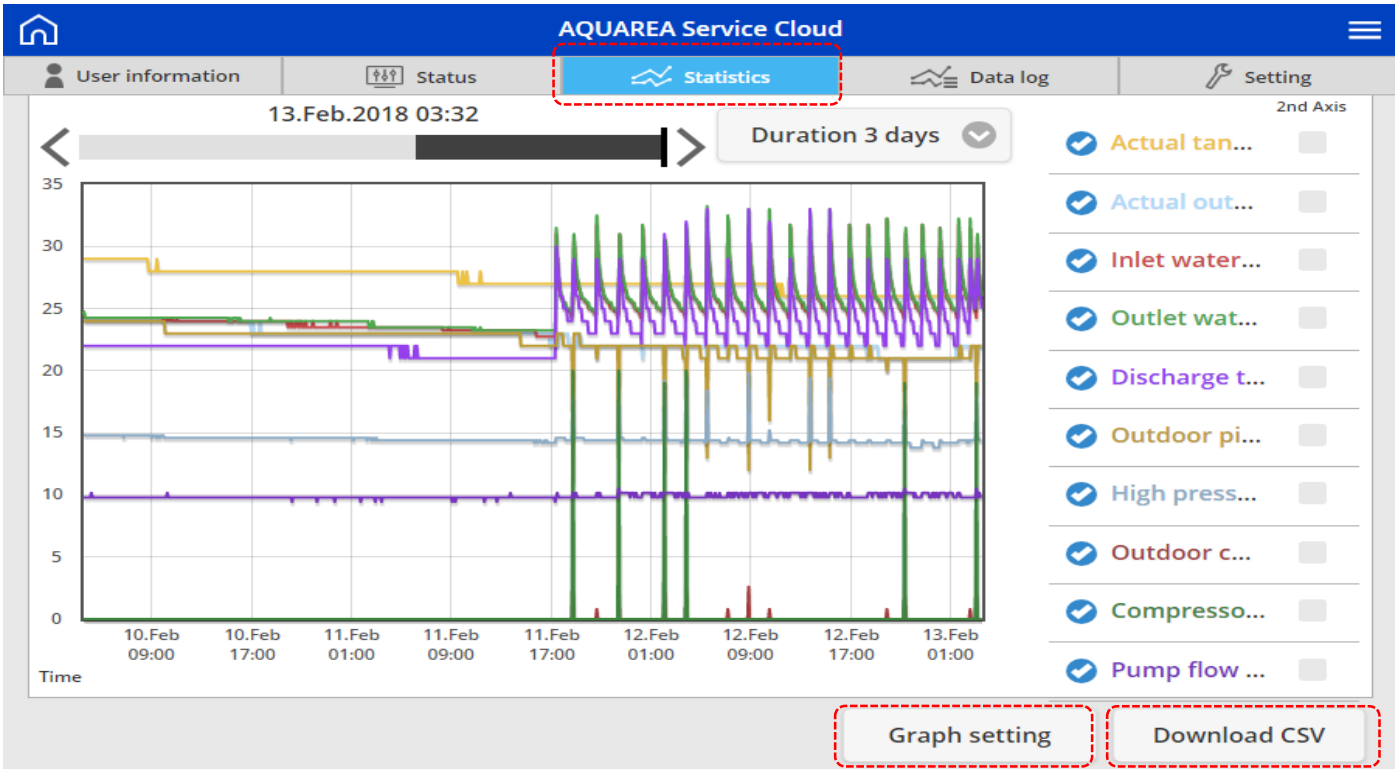 AQUAREA Service Cloud
User information
Status
Statistics
Data log
Setting
13.Feb.2018 03:32
Duration 3 days
2nd Axis
Actual tan...
Actual out...
Inlet water...
Outlet wat...
Discharge t...
Outdoor pi...
High press...
Outdoor c...
Compresso...
Pump flow ...
35
30
25
20
15
10
5
0
10.Feb 09:00
10.Feb 17:00
11.Feb 01:00
11.Feb 09:00
11.Feb 17:00
12.Feb 01:00
12.Feb 09:00
12.Feb 17:00
13.Feb 01:00
Time
Graph setting
Download CSV